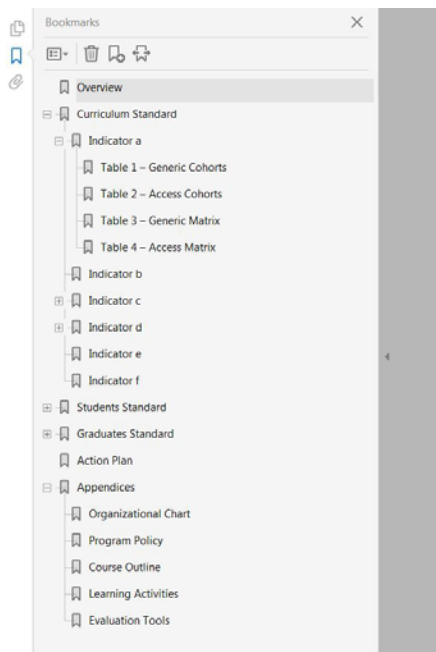 Bookmarks
Overview
Curriculum Standard
Indicator a
Table 1 – Generic Cohorts
Table 2 – Access Cohorts
Table 3 – Generic Matrix
Table 4 – Access Matrix
Indicator b
Indicator c
Indicator d
Indicator e
Indicator f
Students Standard
Graduates Standard
Action Plan
Appendices
Organizational Chart
Program Policy
Course Outline
Learning Activities
Evaluation Tools